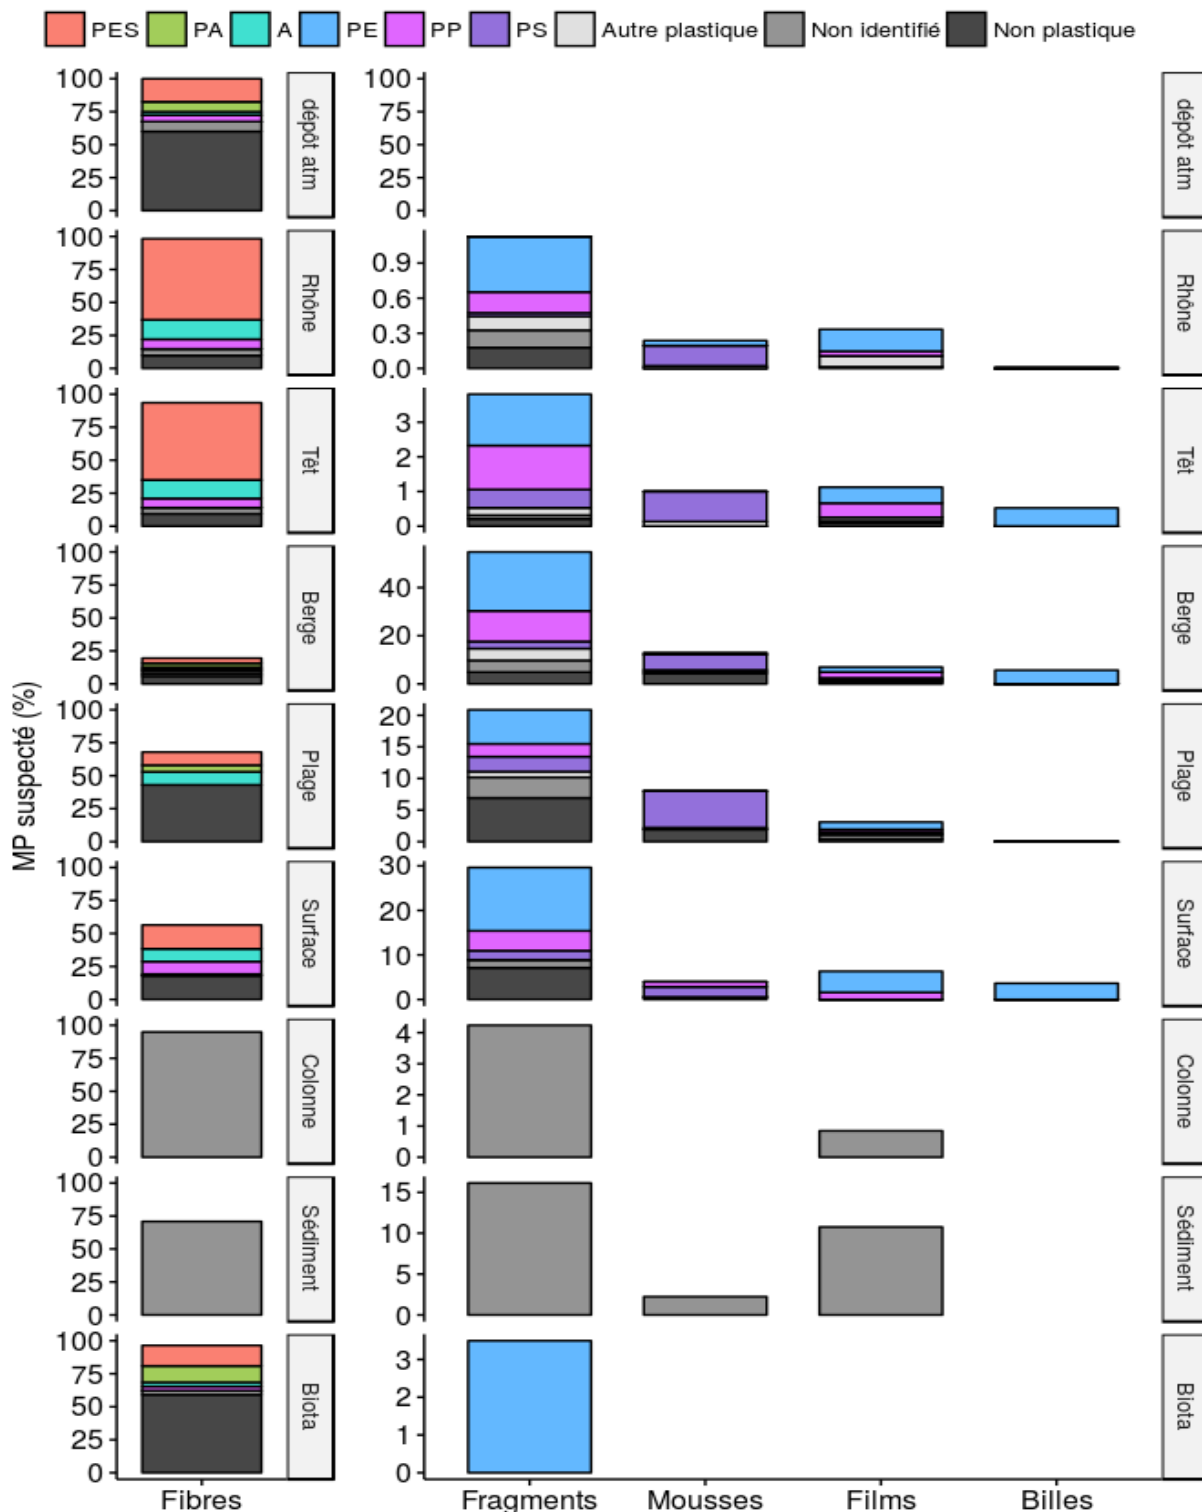 PES PA A PE PP PS Autre plastique Non identifié Non plastique
MP suspecté (%)
100 75 50 25 0 dépôt atm 100 75 50 25 0 dépôt atm
100 75 50 25 0 Rhône 0.9 0.6 0.3 0.0 Rhône
100 75 50 25 0 Têt 3 2 1 0 Têt
100 75 50 25 0 Berge 40 20 0 Berge
100 75 50 25 0 Plage 20 15 10 5 0 Plage
100 75 50 25 0 Surface 30 20 10 0 Surface
100 75 50 25 0 Colonne 4 3 2 1 0 Colonne
100 75 50 25 0 Sédiment 15 10 5 0 Sédiment
100 75 50 25 0 Biota 3 2 1 0 Biota
Fibres Fragments Mousses Films Billes